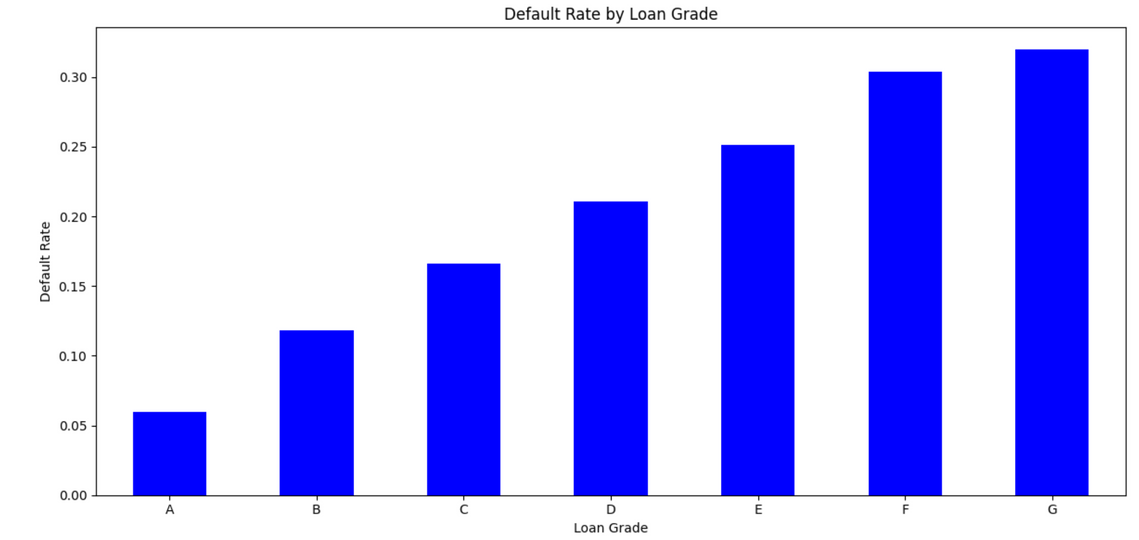 Default Rate by Loan Grade
Default Rate
0.30
0.25
0.20
0.15
0.10
0.05
0.00
A B C D E F G
Loan Grade